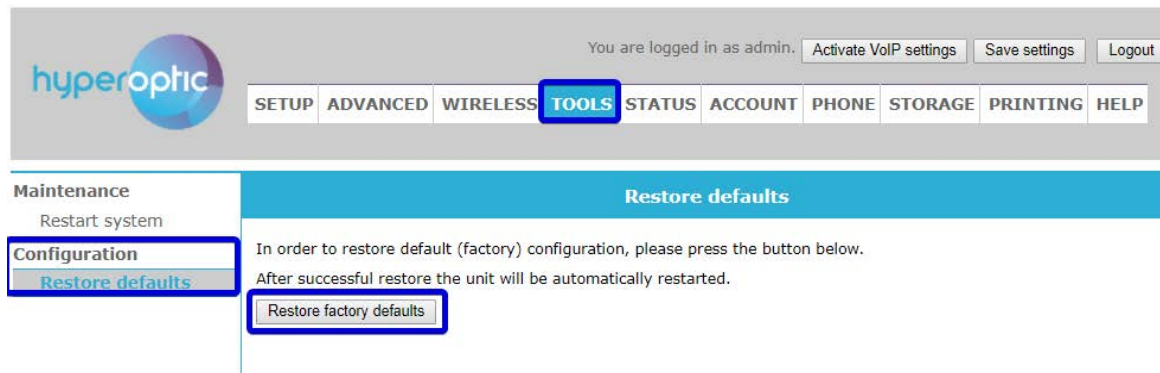 hyperoptic
You are logged in as admin. Activate VoIP settings Save settings Logout
SETUP ADVANCED WIRELESS TOOLS STATUS ACCOUNT PHONE STORAGE PRINTING HELP
Maintenance
Restart system
Configuration
Restore defaults
Restore defaults
In order to restore default (factory) configuration, please press the button below.
After successful restore the unit will be automatically restarted.
Restore factory defaults